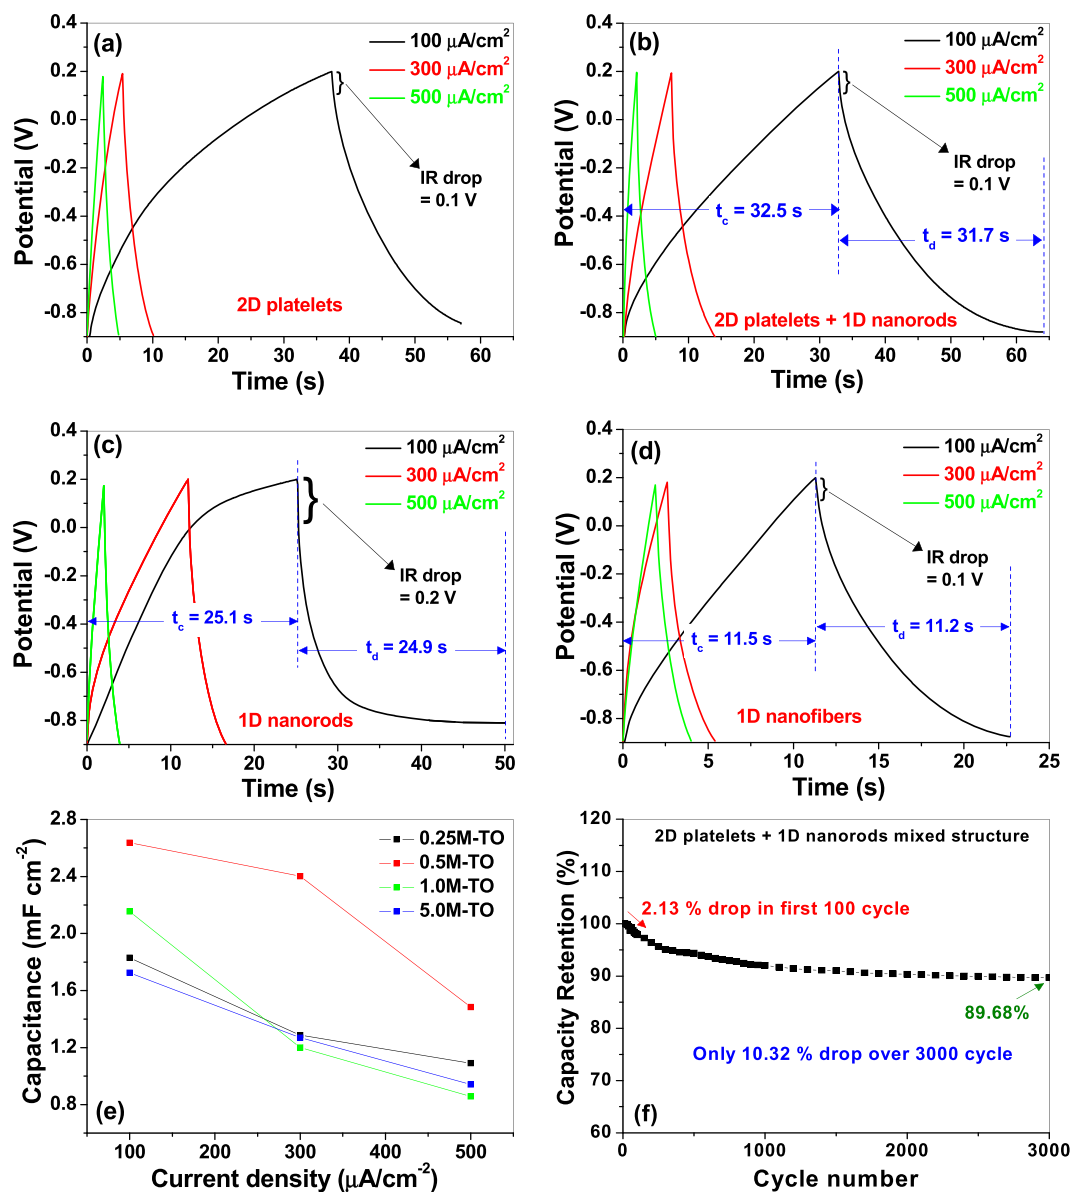 (a)
100 μA/cm²
300 μA/cm²
500 μA/cm²
IR drop
= 0.1 V
2D platelets
0.4
0.2
0.0
-0.2
-0.4
-0.6
-0.8
Potential (V)
0 10 20 30 40 50 60
Time (s)
(b)
100 μA/cm²
300 μA/cm²
500 μA/cm²
IR drop
= 0.1 V
t_c = 32.5 s
t_d = 31.7 s
2D platelets + 1D nanorods
0.4
0.2
0.0
-0.2
-0.4
-0.6
-0.8
Potential (V)
0 10 20 30 40 50 60
Time (s)
(c)
100 μA/cm²
300 μA/cm²
500 μA/cm²
IR drop
= 0.2 V
t_c = 25.1 s
t_d = 24.9 s
1D nanorods
0.4
0.2
0.0
-0.2
-0.4
-0.6
-0.8
Potential (V)
0 10 20 30 40 50
Time (s)
(d)
100 μA/cm²
300 μA/cm²
500 μA/cm²
IR drop
= 0.1 V
t_c = 11.5 s
t_d = 11.2 s
1D nanofibers
0.4
0.2
0.0
-0.2
-0.4
-0.6
-0.8
Potential (V)
0 5 10 15 20 25
Time (s)
2.8
2.4
2.0
1.6
1.2
0.8
Capacitance (mF cm⁻²)
0.25M-TO
0.5M-TO
1.0M-TO
5.0M-TO
(e)
100 200 300 400 500
Current density (μA/cm⁻²)
120
110
100
90
80
70
60
Capacity Retention (%)
2D platelets + 1D nanorods mixed structure
2.13 % drop in first 100 cycle
89.68%
Only 10.32 % drop over 3000 cycle
(f)
0 1000 2000 3000
Cycle number